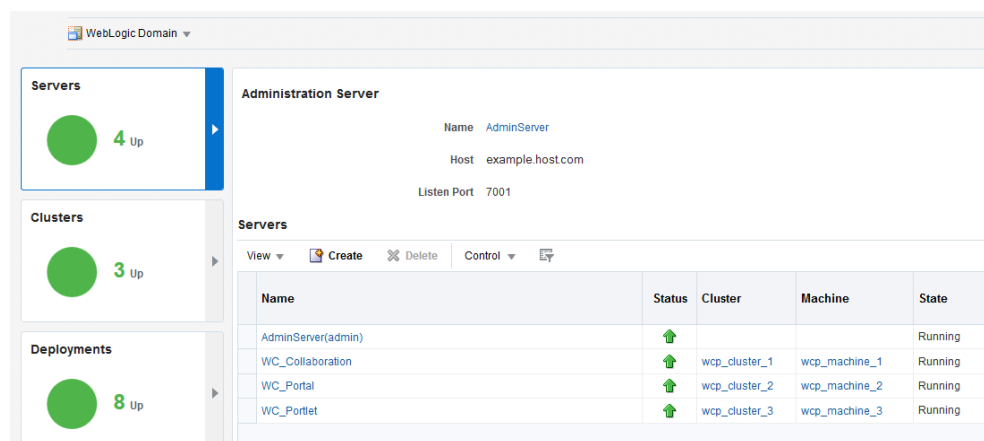 WebLogic Domain
Servers
4 Up
Clusters
3 Up
Deployments
8 Up
Administration Server
Name AdminServer
Host example.host.com
Listen Port 7001
Servers
View Create Delete Control
Name Status Cluster Machine State
AdminServer(admin) Running
WC_Collaboration wcp_cluster_1 wcp_machine_1 Running
WC_Portal wcp_cluster_2 wcp_machine_2 Running
WC_Portlet wcp_cluster_3 wcp_machine_3 Running